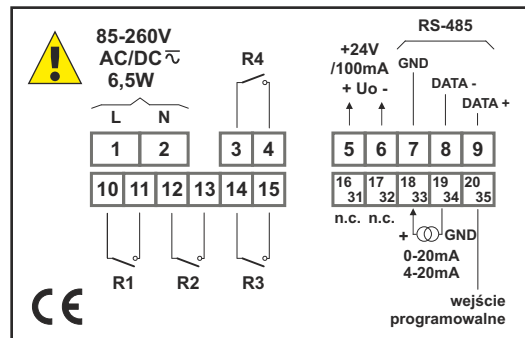 85-260V
AC/DC
6,5W
L N
R4
+24V
/100mA
+ Uo -
RS-485
GND
DATA -
DATA +
1 2 3 4 5 6 7 8 9
10 11 12 13 14 15
16 17 18 19 20
31 32 33 34 35
n.c. n.c.
+ GND
0-20mA
4-20mA
R1 R2 R3
wejście
programowalne
CE